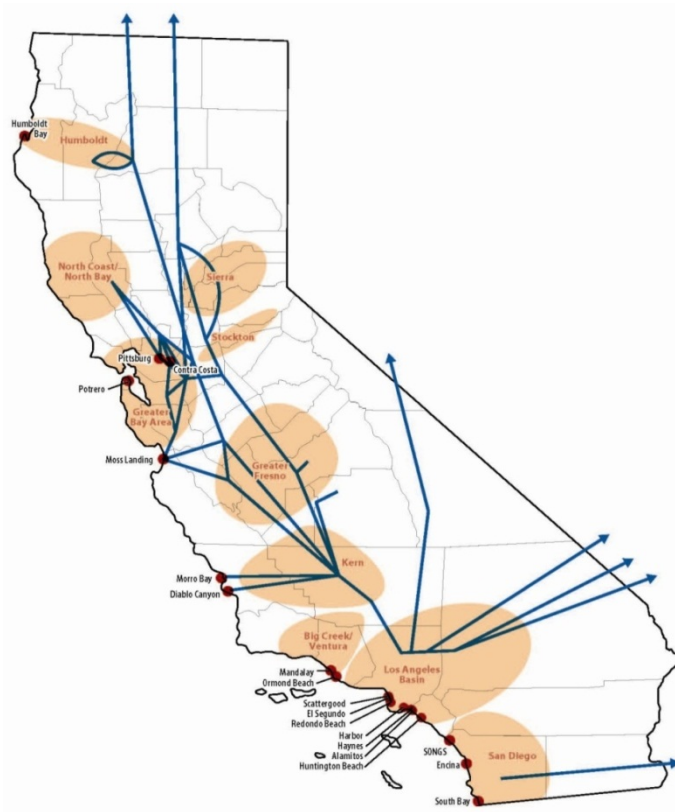 Humboldt
Bay
Humboldt
North Coast/
North Bay
Sierra
Stockton
Pittsburg
Contra Costa
Potrero
Greater
Bay Area
Moss Landing
Greater
Fresno
Kern
Morro Bay
Diablo Canyon
Big Creek/
Ventura
Mandalay
Ormond Beach
Los Angeles
Basin
Scattergood
El Segundo
Redondo Beach
Harbor
Haynes
Alamitos
Huntington Beach
SONGS
Encina
San Diego
South Bay